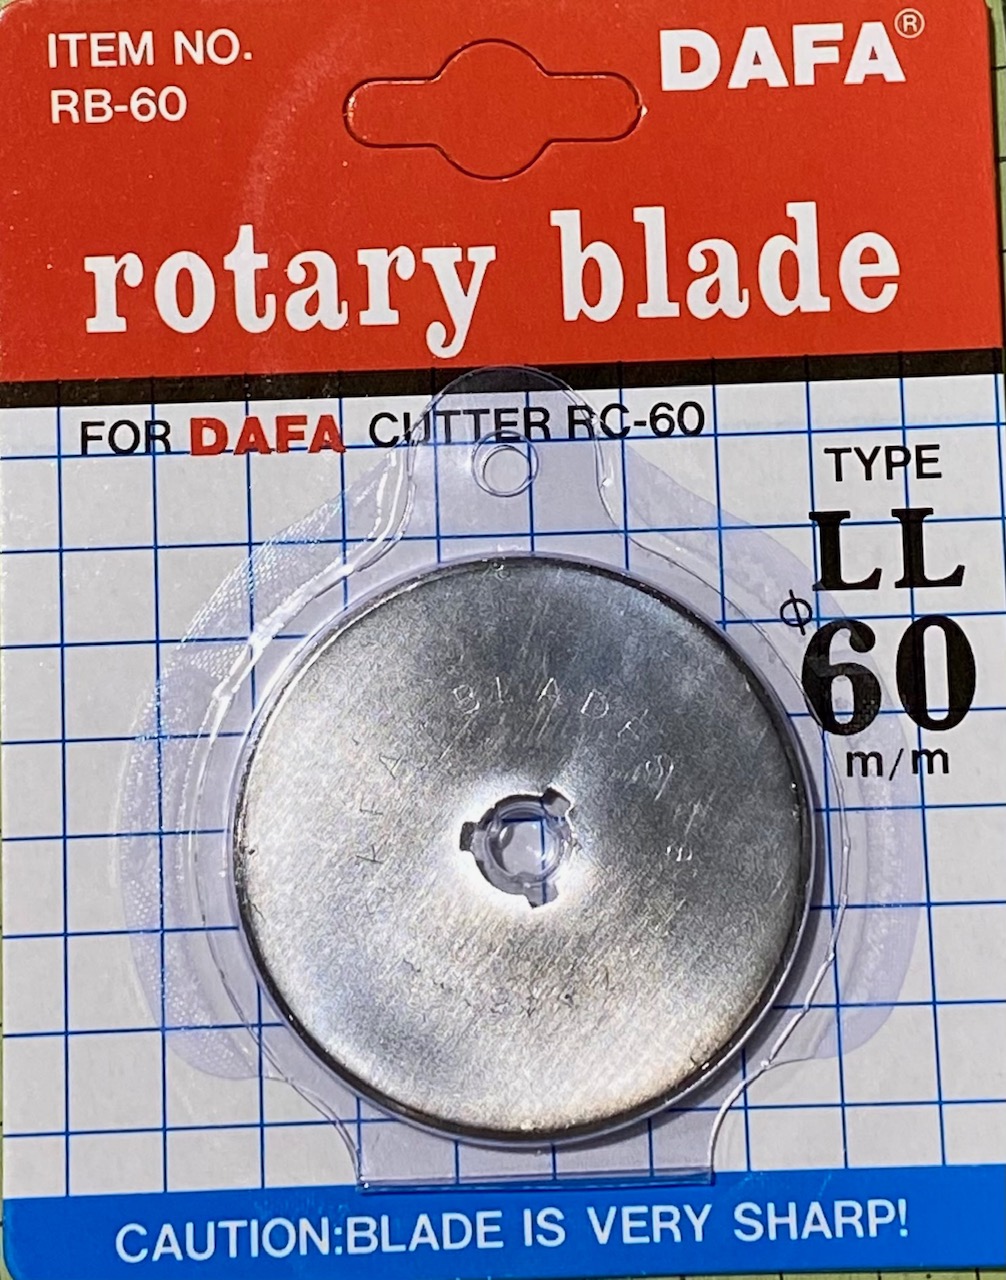 ITEM NO.
RB-60
DAFA®
rotary blade
FOR DAFA CUTTER RC-60
TYPE
LL
φ60
m/m
BLADES
CAUTION:BLADE IS VERY SHARP!